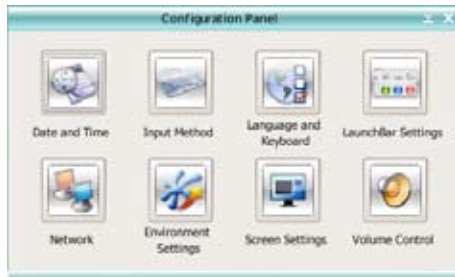 Configuration Panel
Date and Time
Input Method
Language and
Keyboard
LaunchBar Settings
Network
Environment
Settings
Screen Settings
Volume Control